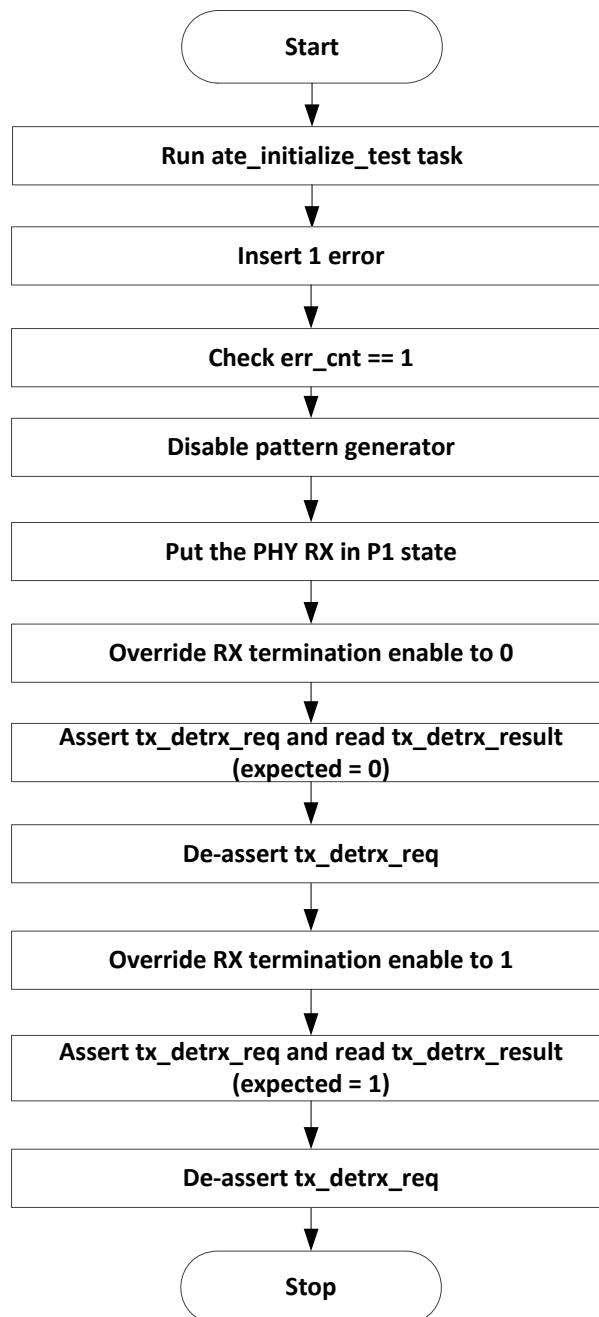 Start
Run ate_initialize_test task
Insert 1 error
Check err_cnt == 1
Disable pattern generator
Put the PHY RX in P1 state
Override RX termination enable to 0
Assert tx_detrx_req and read tx_detrx_result
(expected = 0)
De-assert tx_detrx_req
Override RX termination enable to 1
Assert tx_detrx_req and read tx_detrx_result
(expected = 1)
De-assert tx_detrx_req
Stop